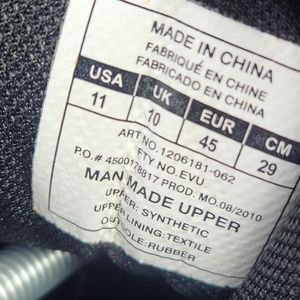 MADE IN CHINA
FABRIQUÉ EN CHINE
FABRICADO EN CHINA
USA UK EUR CM
11 10 45 29
ART NO. 1206181-062
FTY NO. EVU
P.O.# 4500178817 PROD. MO.08/2010
MAN MADE UPPER
UPPER: SYNTHETIC
UPPER LINING: TEXTILE
OUTSOLE: RUBBER